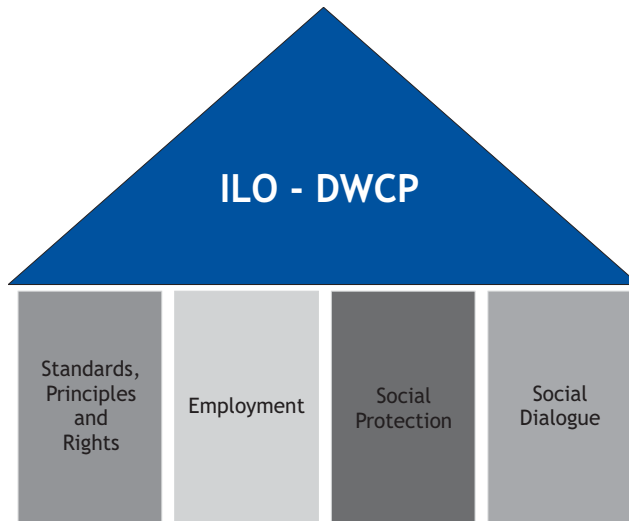 ILO - DWCP
Standards,
Principles
and
Rights
Employment
Social
Protection
Social
Dialogue